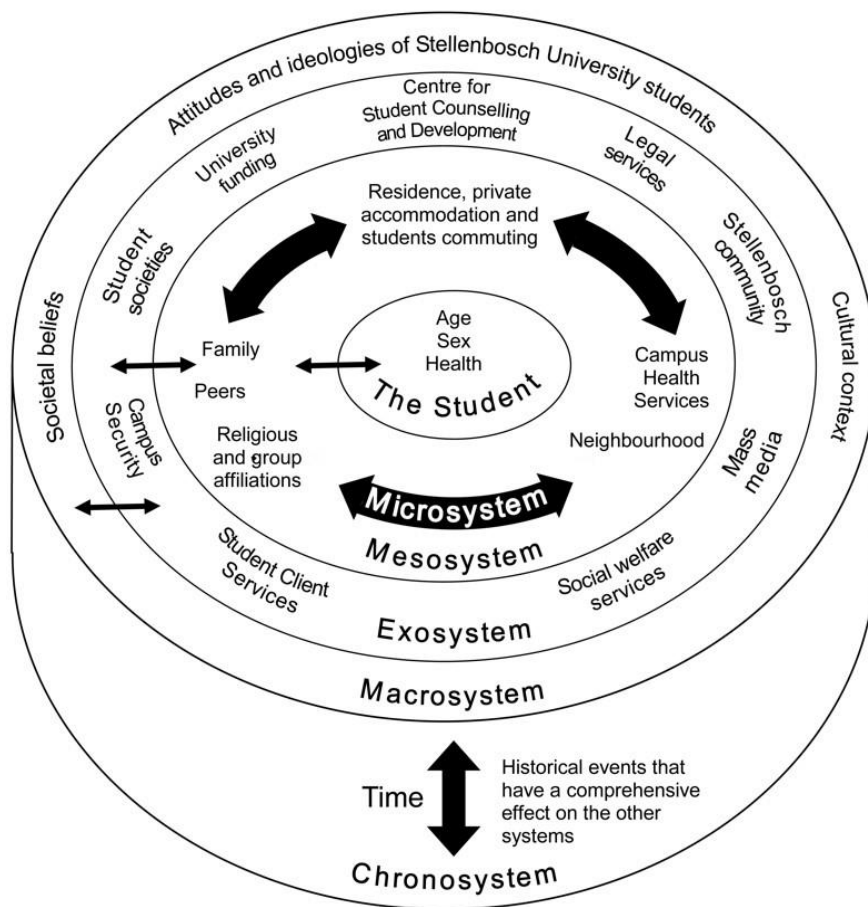 Attitudes and ideologies of Stellenbosch University students
Centre for
Student Counselling
and Development
University
funding
Legal
services
Student
societies
Stellenbosch
community
Societal beliefs
Cultural context
Residence, private
accommodation and
students commuting
Age
Sex
Health
The Student
Family
Peers
Religious
and group
affiliations
Campus
Health
Services
Neighbourhood
Campus
Security
Mass
media
Microsystem
Mesosystem
Student Client
Services
Social welfare
services
Exosystem
Macrosystem
Time
Historical events that
have a comprehensive
effect on the other
systems
Chronosystem